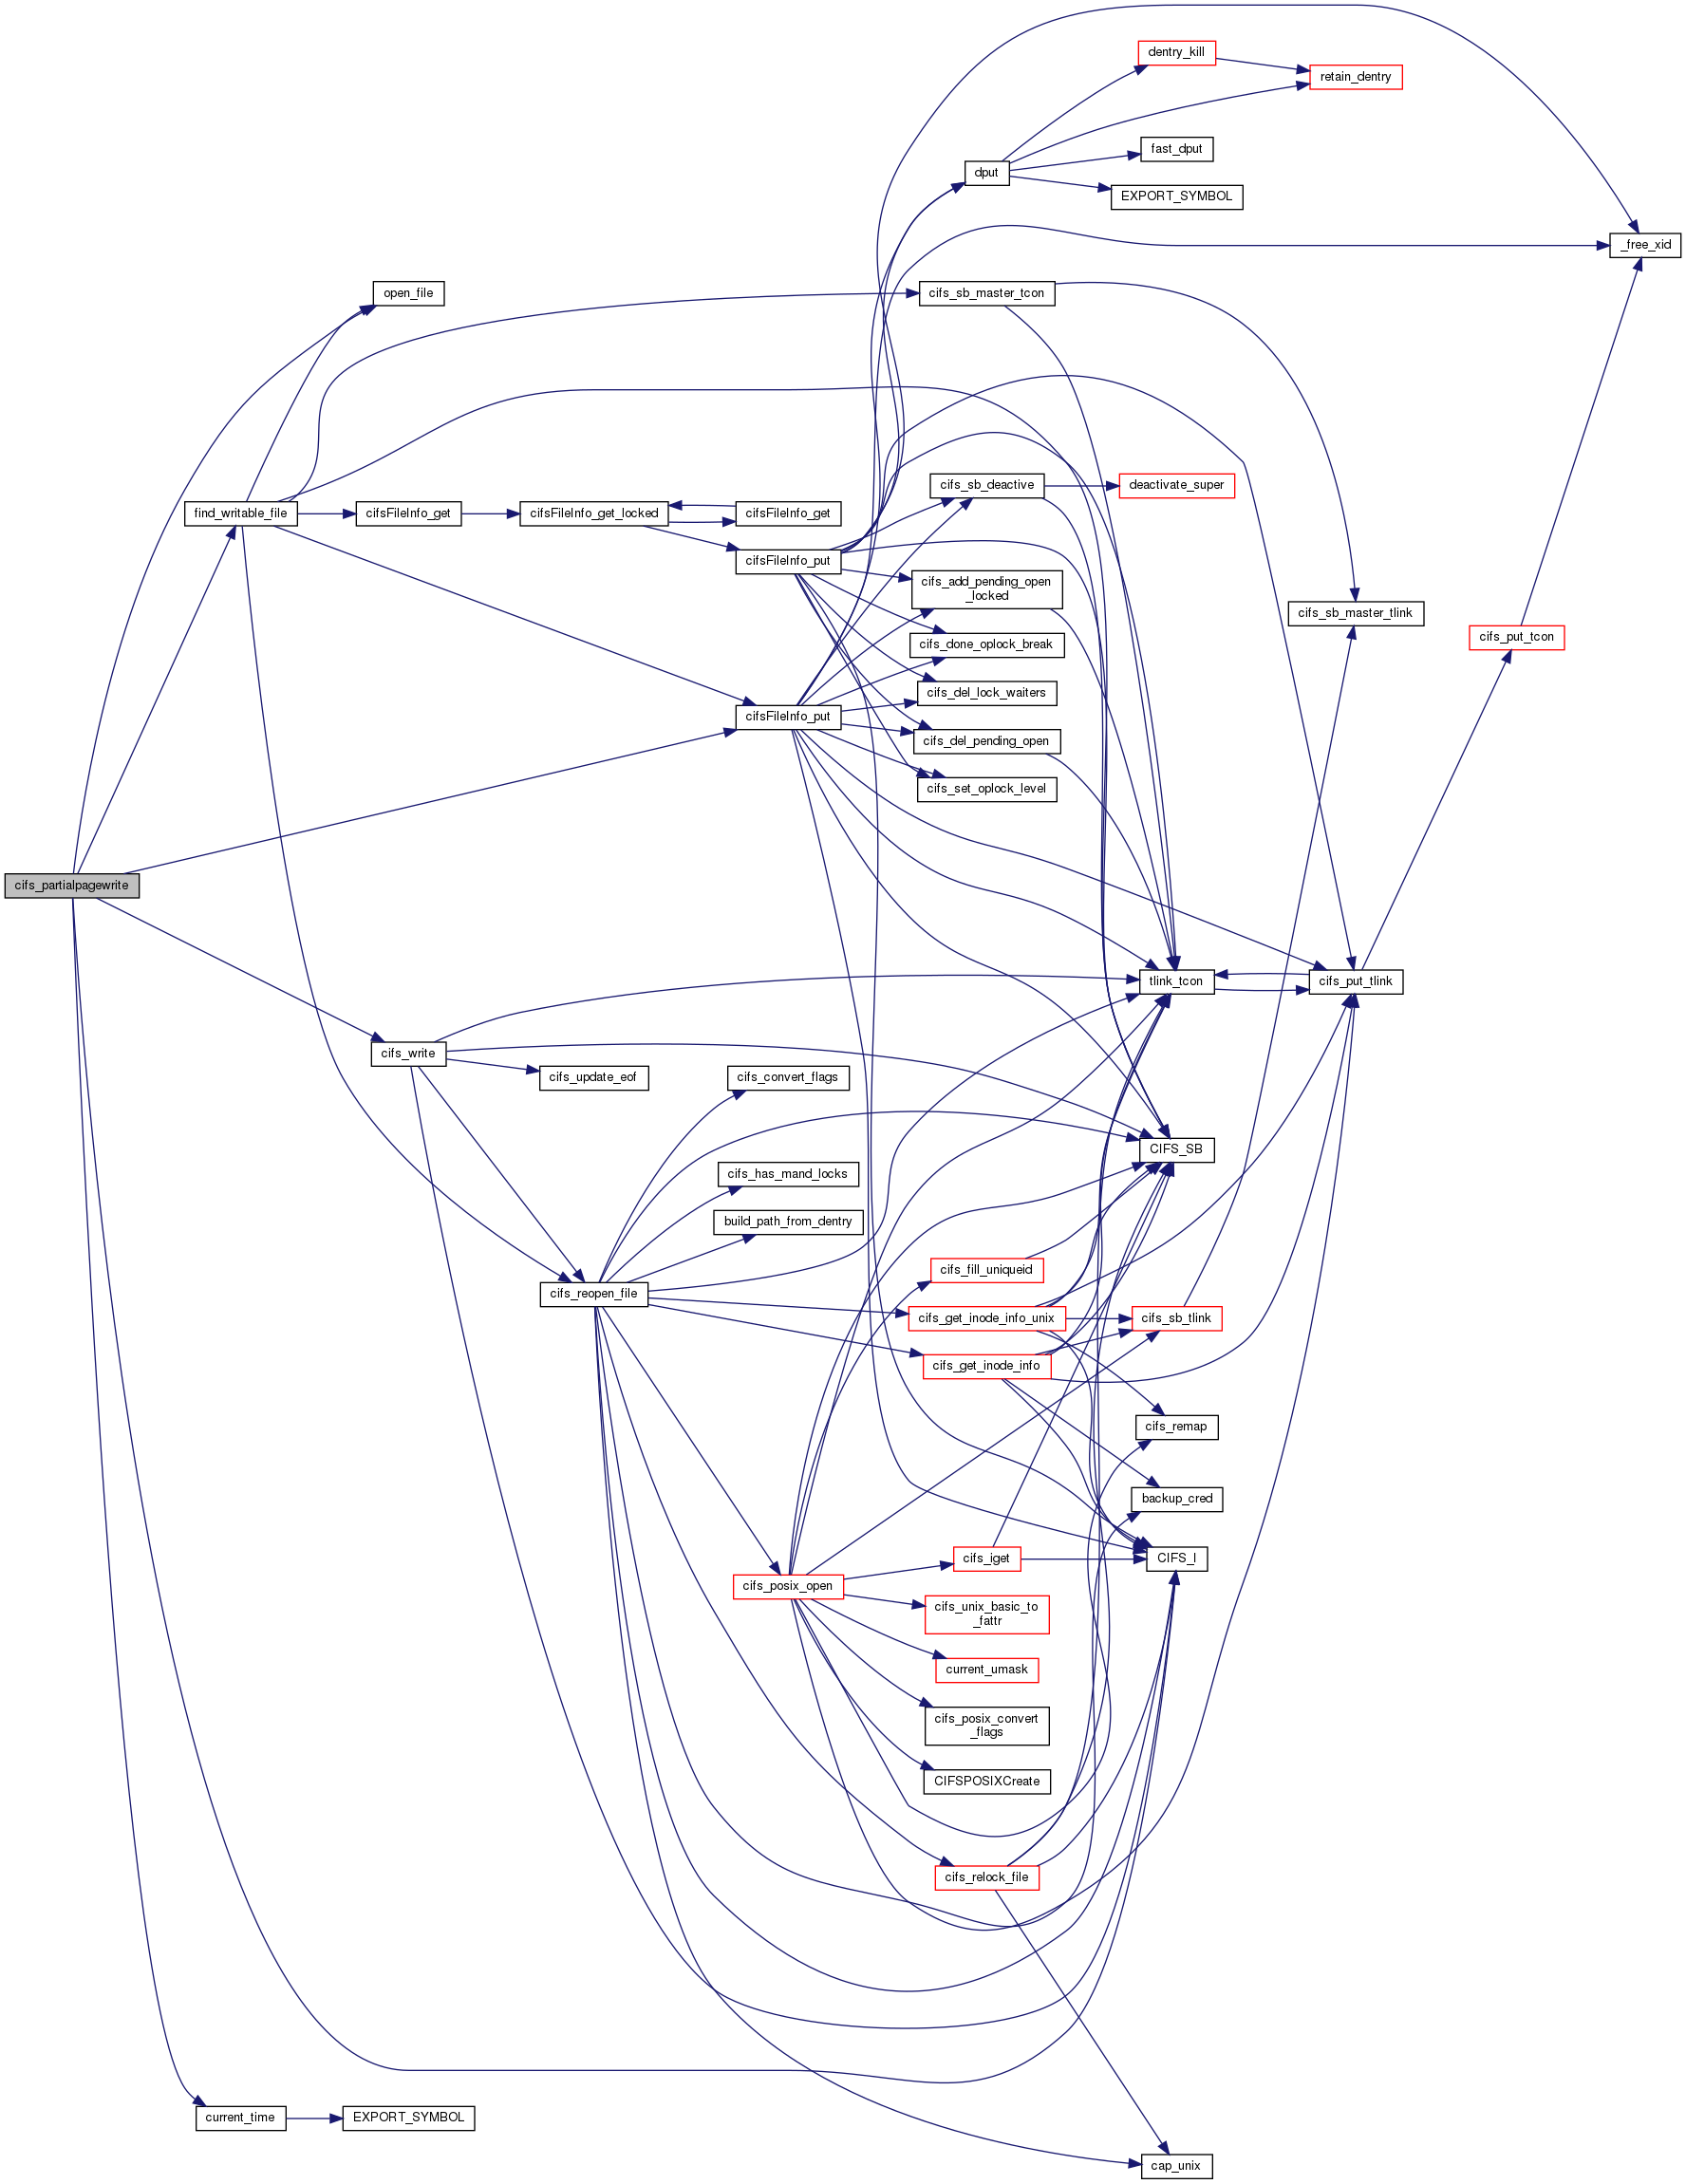 dentry_kill
retain_dentry
fast_dput
dput
EXPORT_SYMBOL
_free_xid
open_file
cifs_sb_master_tcon
cifs_sb_deactive
deactivate_super
find_writable_file
cifsFileInfo_get
cifsFileInfo_get_locked
cifsFileInfo_get
cifsFileInfo_put
cifs_add_pending_open
_locked
cifs_sb_master_tlink
cifs_put_tcon
cifs_done_oplock_break
cifs_del_lock_waiters
cifsFileInfo_put
cifs_del_pending_open
cifs_set_oplock_level
cifs_partialpagewrite
tlink_tcon
cifs_put_tlink
cifs_write
cifs_update_eof
cifs_convert_flags
CIFS_SB
cifs_has_mand_locks
build_path_from_dentry
cifs_fill_uniqueid
cifs_reopen_file
cifs_get_inode_info_unix
cifs_sb_tlink
cifs_get_inode_info
cifs_remap
backup_cred
cifs_iget
CIFS_I
cifs_posix_open
cifs_unix_basic_to
_fattr
current_umask
cifs_posix_convert
_flags
CIFSPOSIXCreate
cifs_relock_file
current_time
EXPORT_SYMBOL
cap_unix